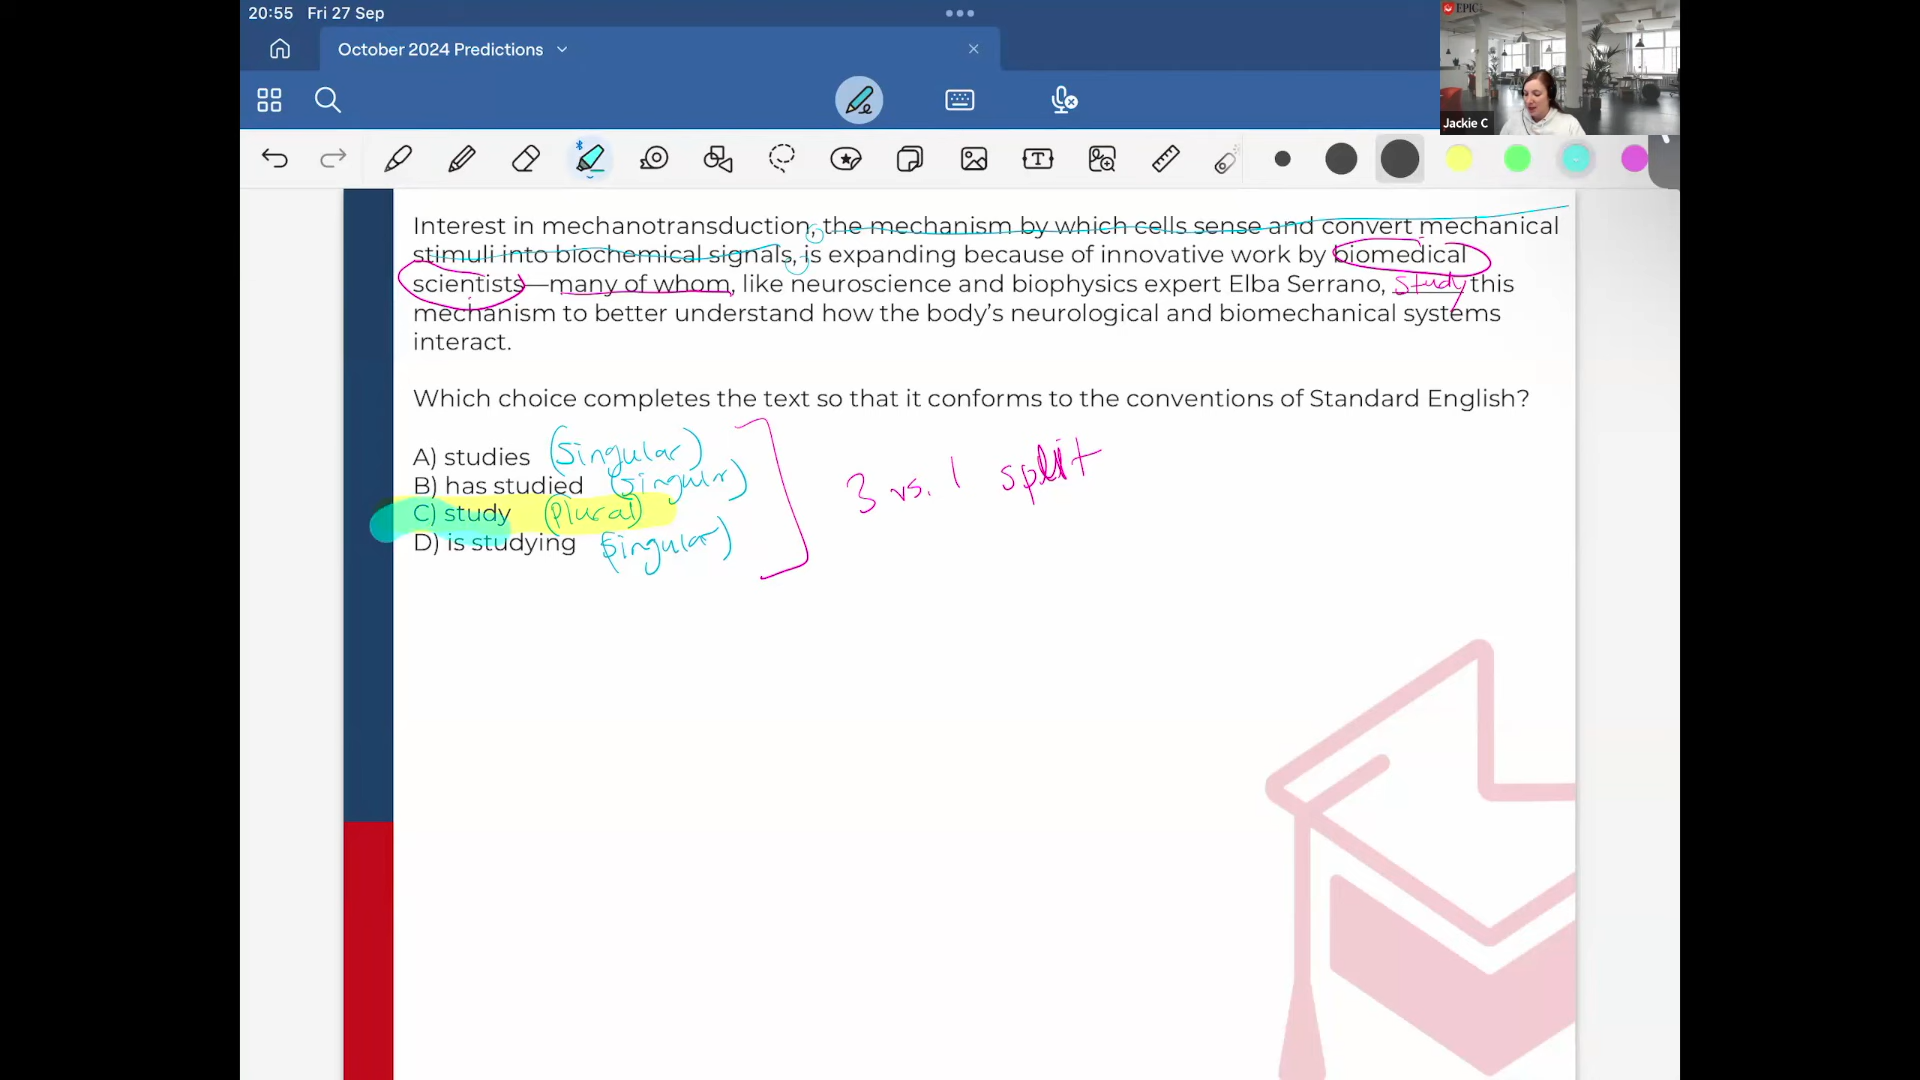 20:55 Fri 27 Sep
October 2024 Predictions
EPIC
Jackie C
Interest in mechanotransduction, the mechanism by which cells sense and convert mechanical
stimuli into biochemical signals, is expanding because of innovative work by biomedical
scientists—many of whom, like neuroscience and biophysics expert Elba Serrano, study this
mechanism to better understand how the body's neurological and biomechanical systems
interact.
Which choice completes the text so that it conforms to the conventions of Standard English?
A) studies (singular)
B) has studied (singulr)
C) study (plural)
D) is studying (singular)
3 vs. 1 split